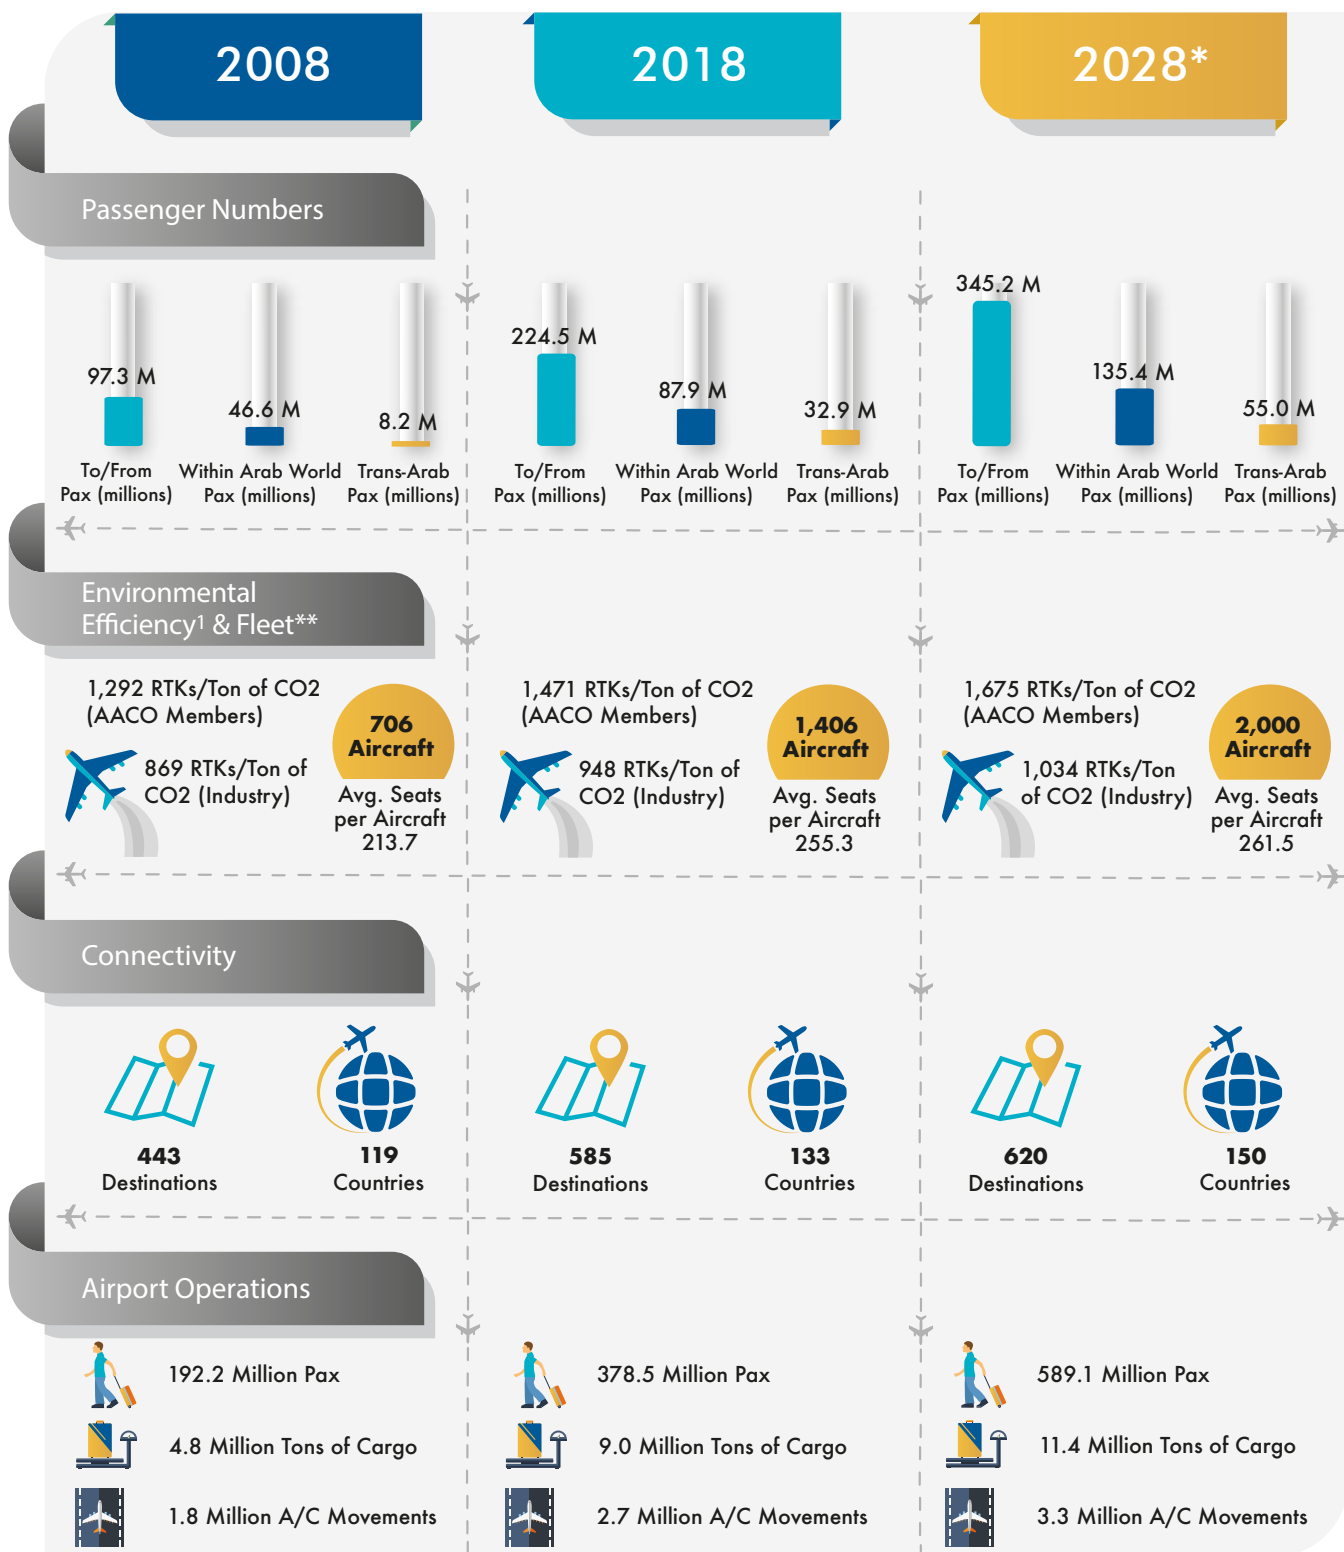 2008
2018
2028*
Passenger Numbers
97.3 M
46.6 M
8.2 M
To/From
Pax (millions)
Within Arab World
Pax (millions)
Trans-Arab
Pax (millions)
224.5 M
87.9 M
32.9 M
To/From
Pax (millions)
Within Arab World
Pax (millions)
Trans-Arab
Pax (millions)
345.2 M
135.4 M
55.0 M
To/From
Pax (millions)
Within Arab World
Pax (millions)
Trans-Arab
Pax (millions)
Environmental
Efficiency¹ & Fleet**
1,292 RTKs/Ton of CO2
(AACO Members)
869 RTKs/Ton of
CO2 (Industry)
706
Aircraft
Avg. Seats
per Aircraft
213.7
1,471 RTKs/Ton of CO2
(AACO Members)
948 RTKs/Ton of
CO2 (Industry)
1,406
Aircraft
Avg. Seats
per Aircraft
255.3
1,675 RTKs/Ton of CO2
(AACO Members)
1,034 RTKs/Ton
of CO2 (Industry)
2,000
Aircraft
Avg. Seats
per Aircraft
261.5
Connectivity
443
Destinations
119
Countries
585
Destinations
133
Countries
620
Destinations
150
Countries
Airport Operations
192.2 Million Pax
4.8 Million Tons of Cargo
1.8 Million A/C Movements
378.5 Million Pax
9.0 Million Tons of Cargo
2.7 Million A/C Movements
589.1 Million Pax
11.4 Million Tons of Cargo
3.3 Million A/C Movements